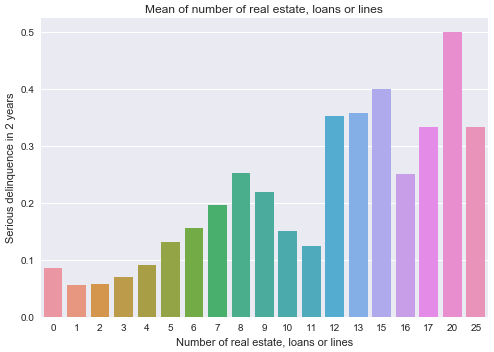 Mean of number of real estate, loans or lines
Serious delinquence in 2 years
0.5
0.4
0.3
0.2
0.1
0.0
0 1 2 3 4 5 6 7 8 9 10 11 12 13 15 16 17 20 25
Number of real estate, loans or lines